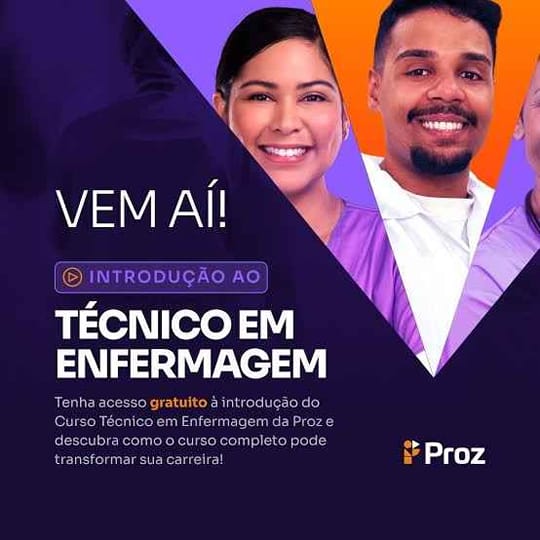 VEM AÍ!
INTRODUÇÃO AO
TÉCNICO EM
ENFERMAGEM
Tenha acesso gratuito à introdução do
Curso Técnico em Enfermagem da Proz e
descubra como o curso completo pode
transformar sua carreira!
Proz